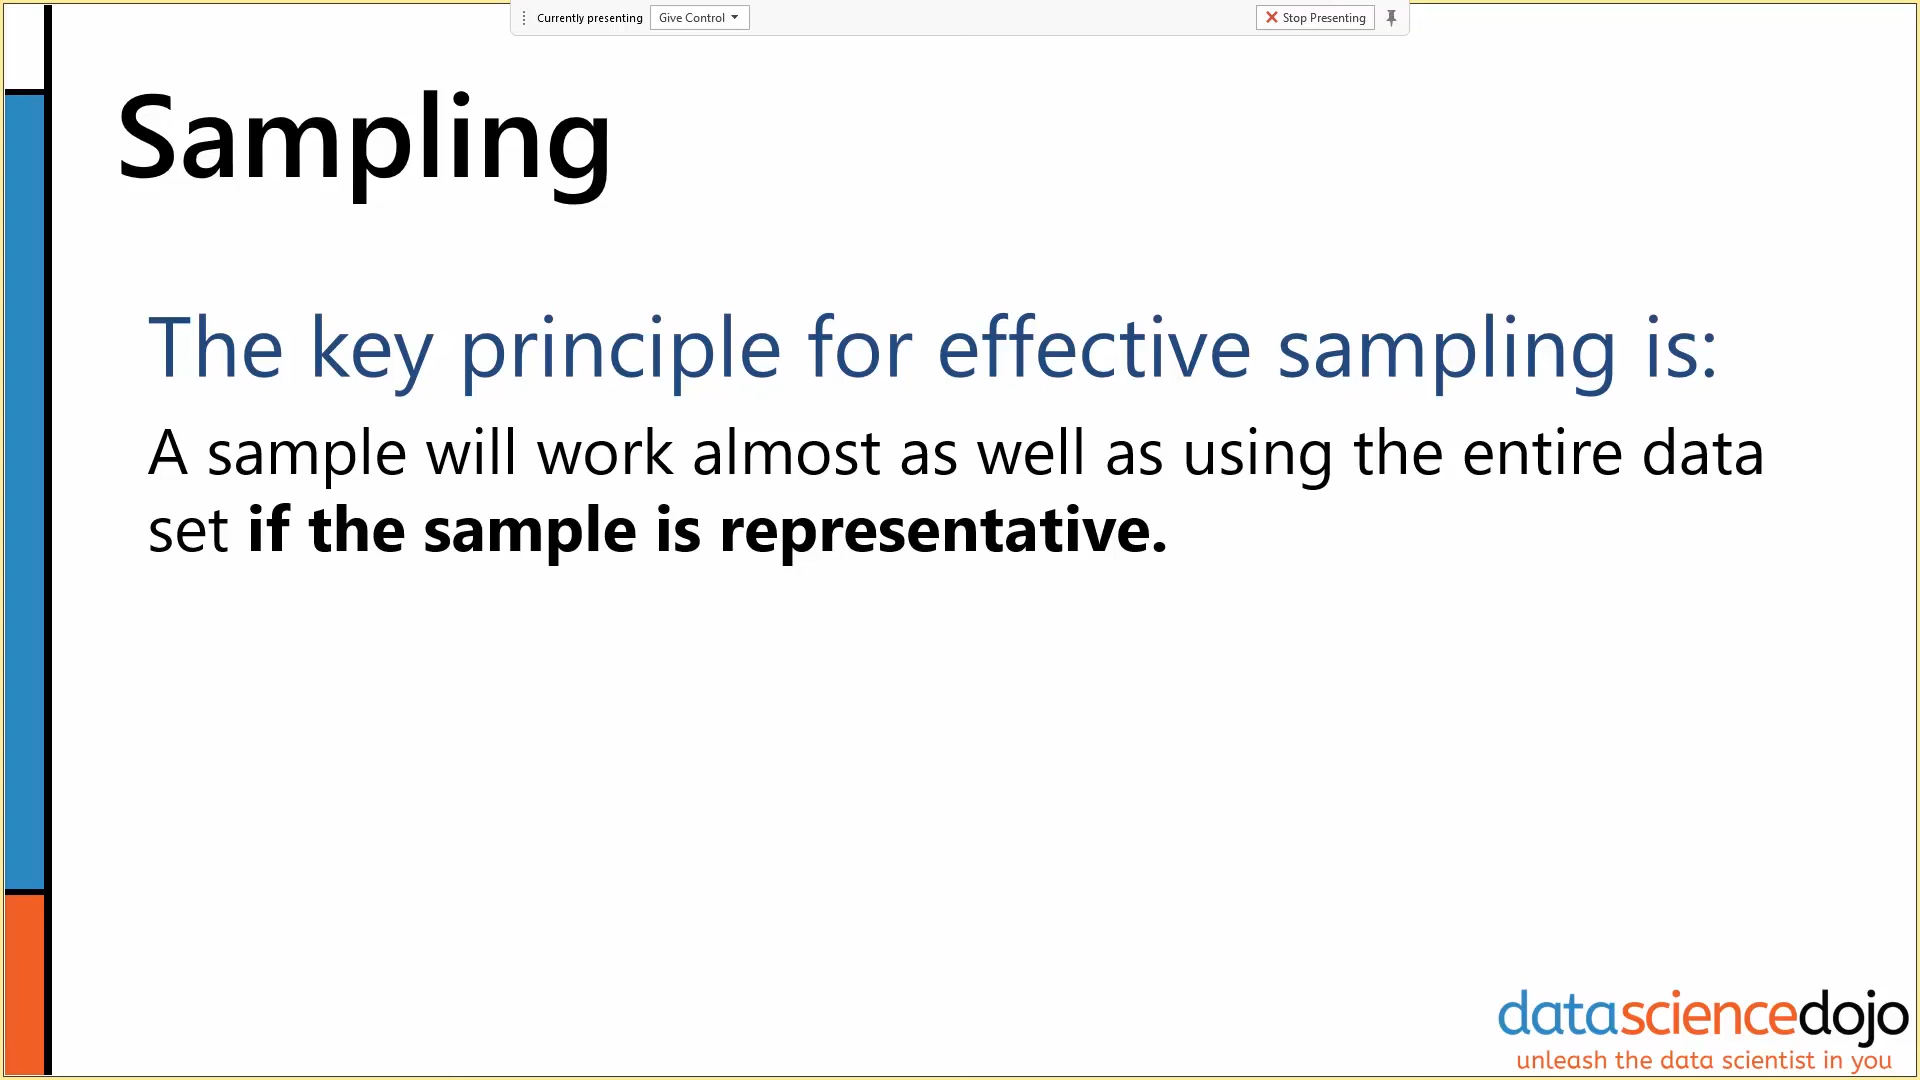 Currently presenting Give Control Stop Presenting
Sampling
The key principle for effective sampling is:
A sample will work almost as well as using the entire data
set if the sample is representative.
datasciencedojo
unleash the data scientist in you